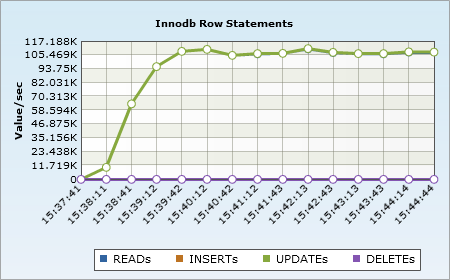 Innodb Row Statements
Value/sec
117.188K
105.469K
93.75K
82.031K
70.313K
58.594K
46.875K
35.156K
23.438K
11.719K
0
15:37:41
15:38:11
15:38:41
15:39:12
15:39:42
15:40:12
15:40:42
15:41:12
15:41:43
15:42:13
15:42:43
15:43:13
15:43:43
15:44:14
15:44:44
READs INSERTs UPDATEs DELETEs